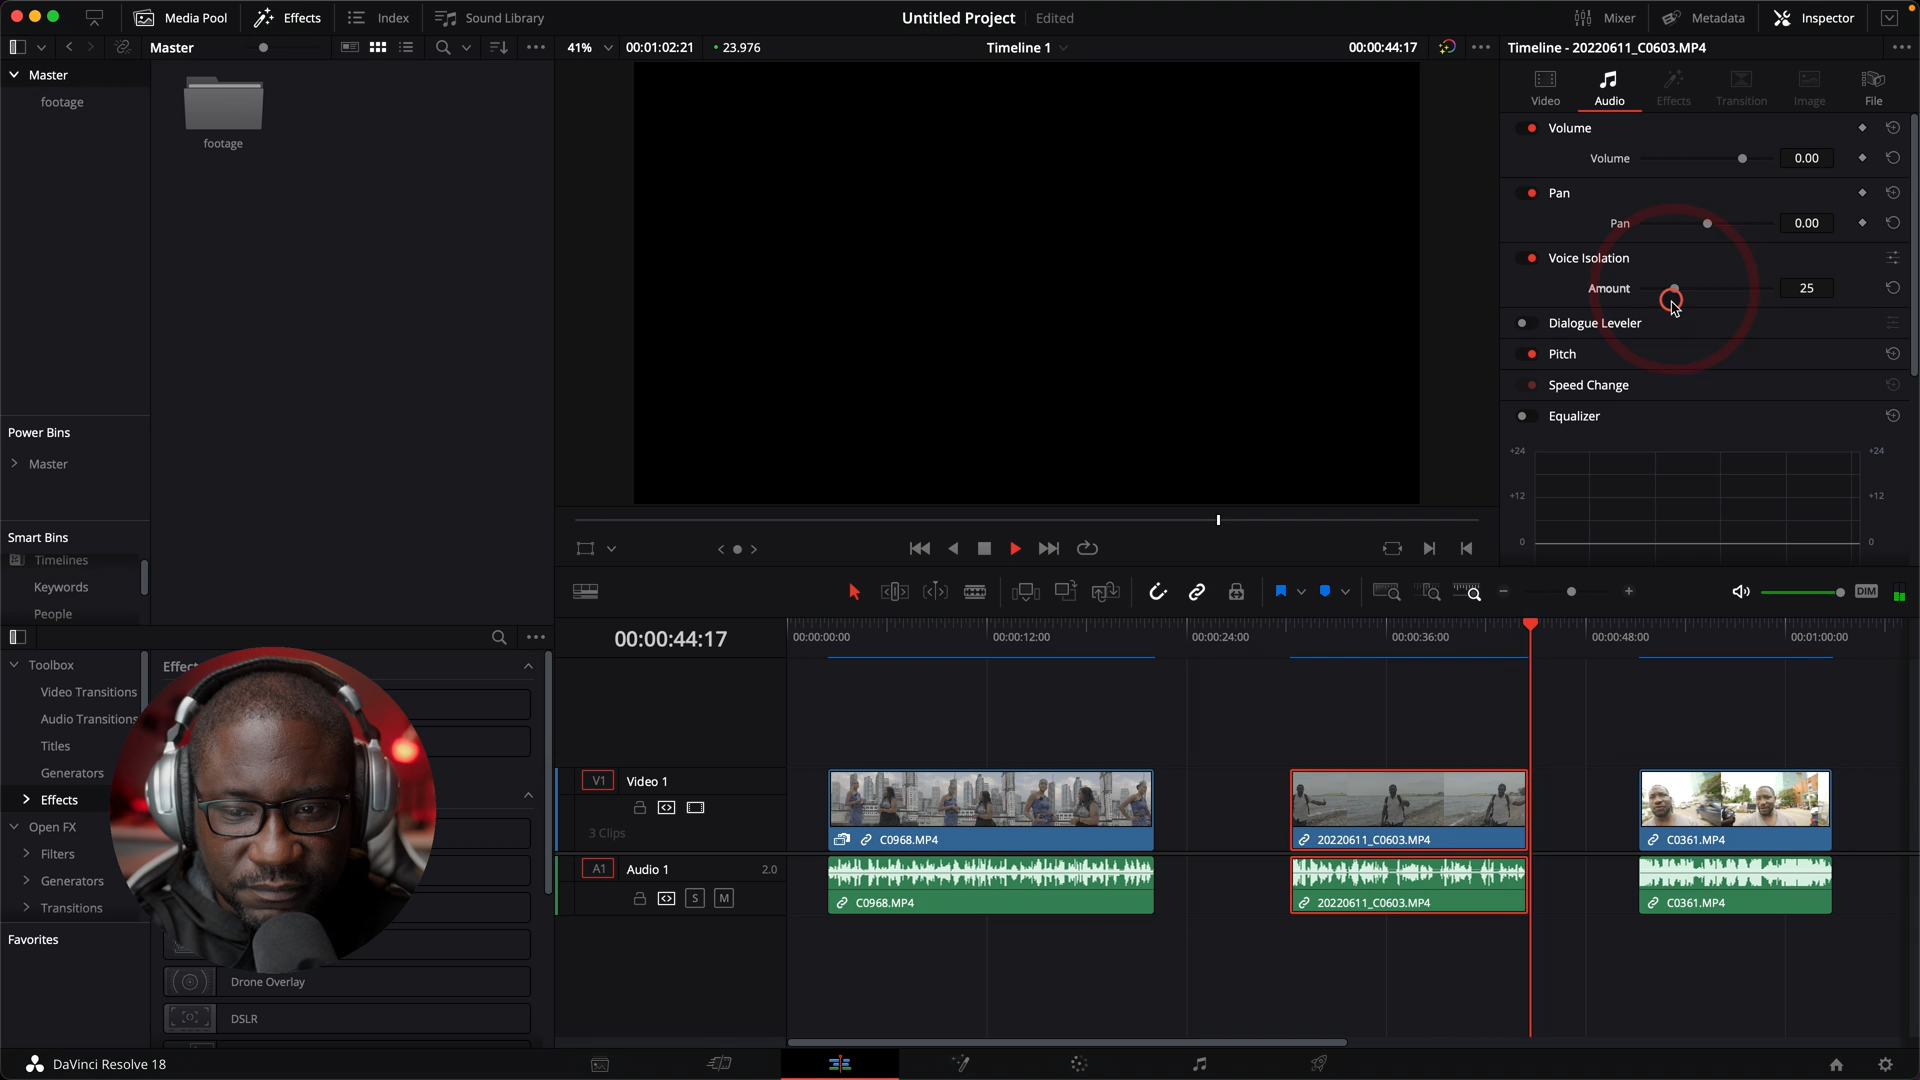 Media Pool
Effects
Index
Sound Library
Untitled Project
Edited
Mixer
Metadata
Inspector
Master
41%
00:01:02:21
23.976
Timeline 1
00:00:44:17
Timeline - 20220611_C0603.MP4
Master
footage
footage
Video
Audio
Effects
Transition
Image
File
Volume
Volume
0.00
Pan
Pan
0.00
Voice Isolation
Amount
25
Dialogue Leveler
Pitch
Speed Change
Equalizer
+24
+24
+12
+12
0
0
Power Bins
Master
Smart Bins
Timelines
Keywords
People
DIM
00:00:44:17
00:00:00:00
00:00:12:00
00:00:24:00
00:00:36:00
00:00:48:00
00:01:00:00
Toolbox
Video Transitions
Audio Transitions
Titles
Generators
Effects
Open FX
Filters
Generators
Transitions
Favorites
Drone Overlay
DSLR
V1
Video 1
3 Clips
A1
Audio 1
2.0
S
M
C0968.MP4
20220611_C0603.MP4
C0361.MP4
C0968.MP4
20220611_C0603.MP4
C0361.MP4
DaVinci Resolve 18